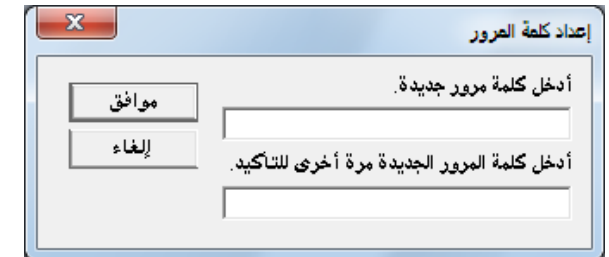 إعداد كلمة المرور
أدخل كلمة مرور جديدة.
موافق
إلغاء
أدخل كلمة المرور الجديدة مرة أخرى للتأكيد.